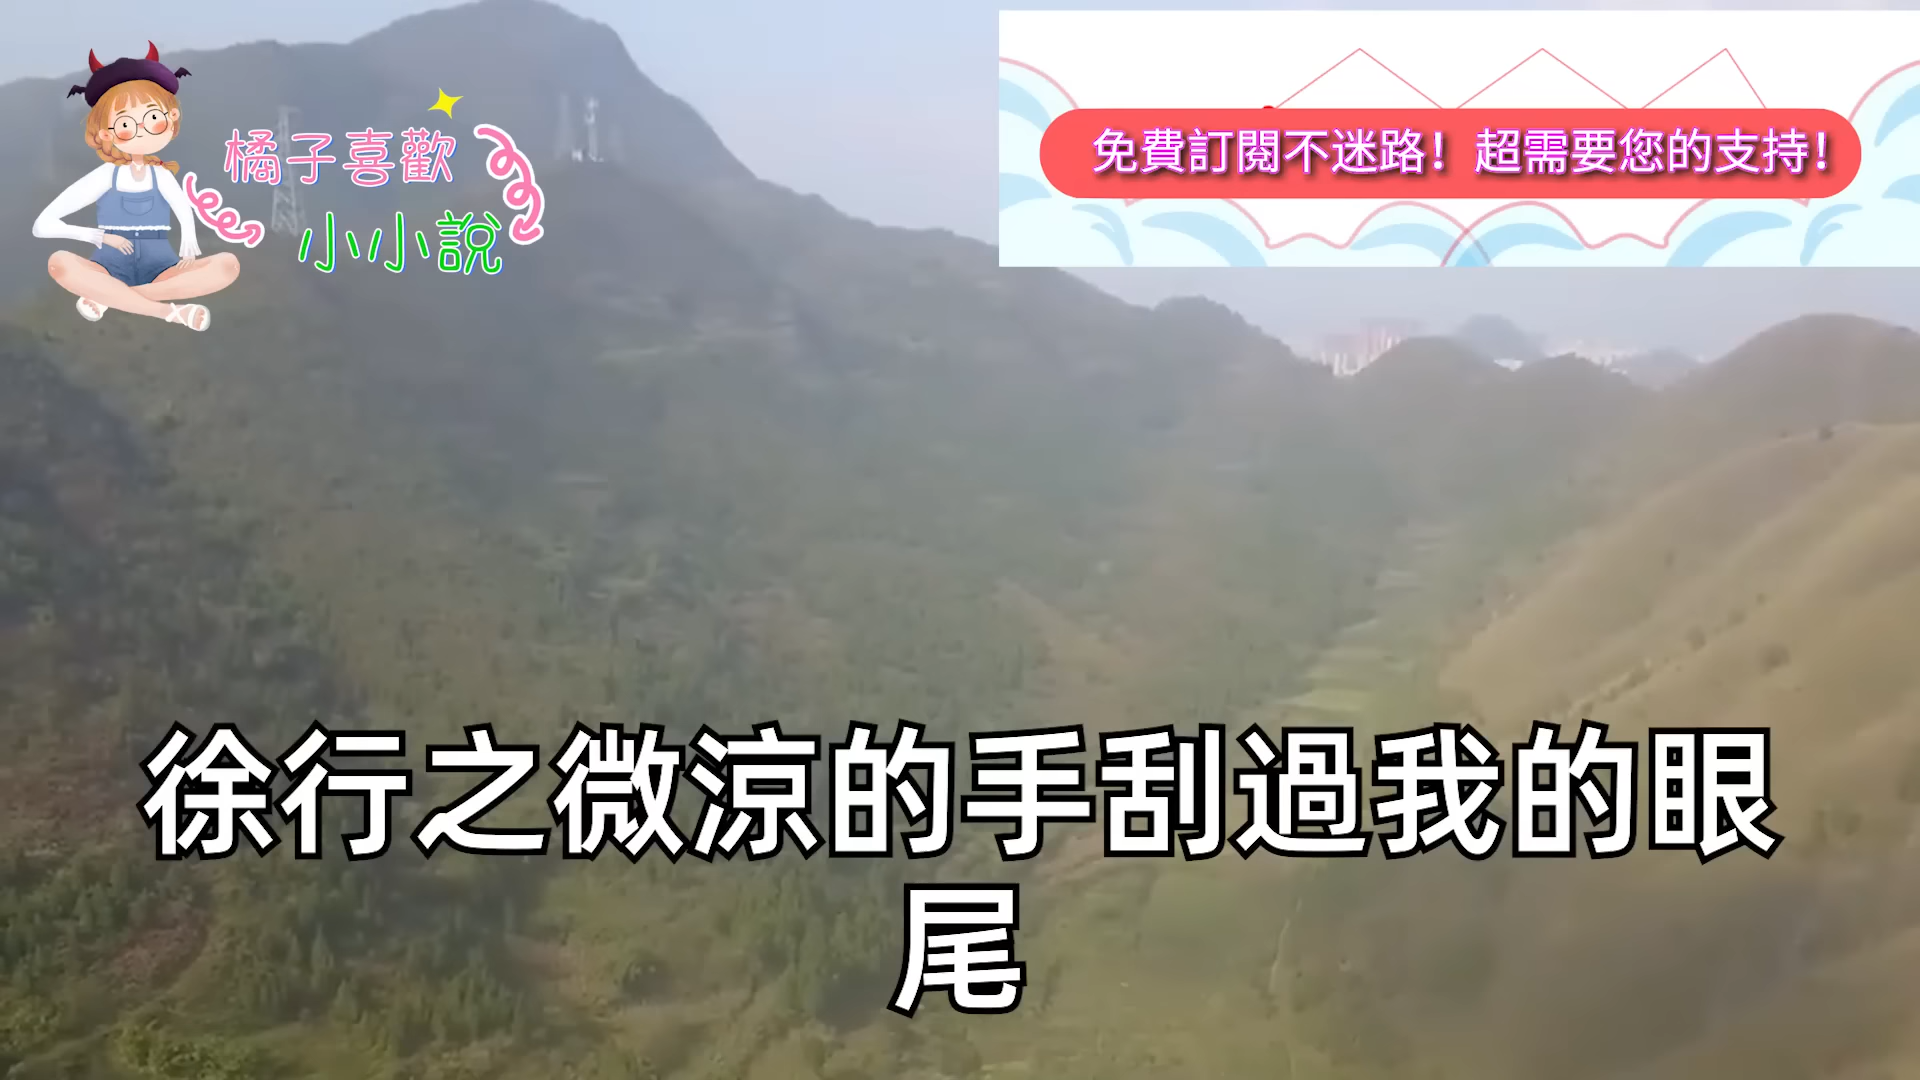 橘子喜歡
小小說
免費訂閱不迷路！超需要您的支持！
徐行之微涼的手刮過我的眼
尾